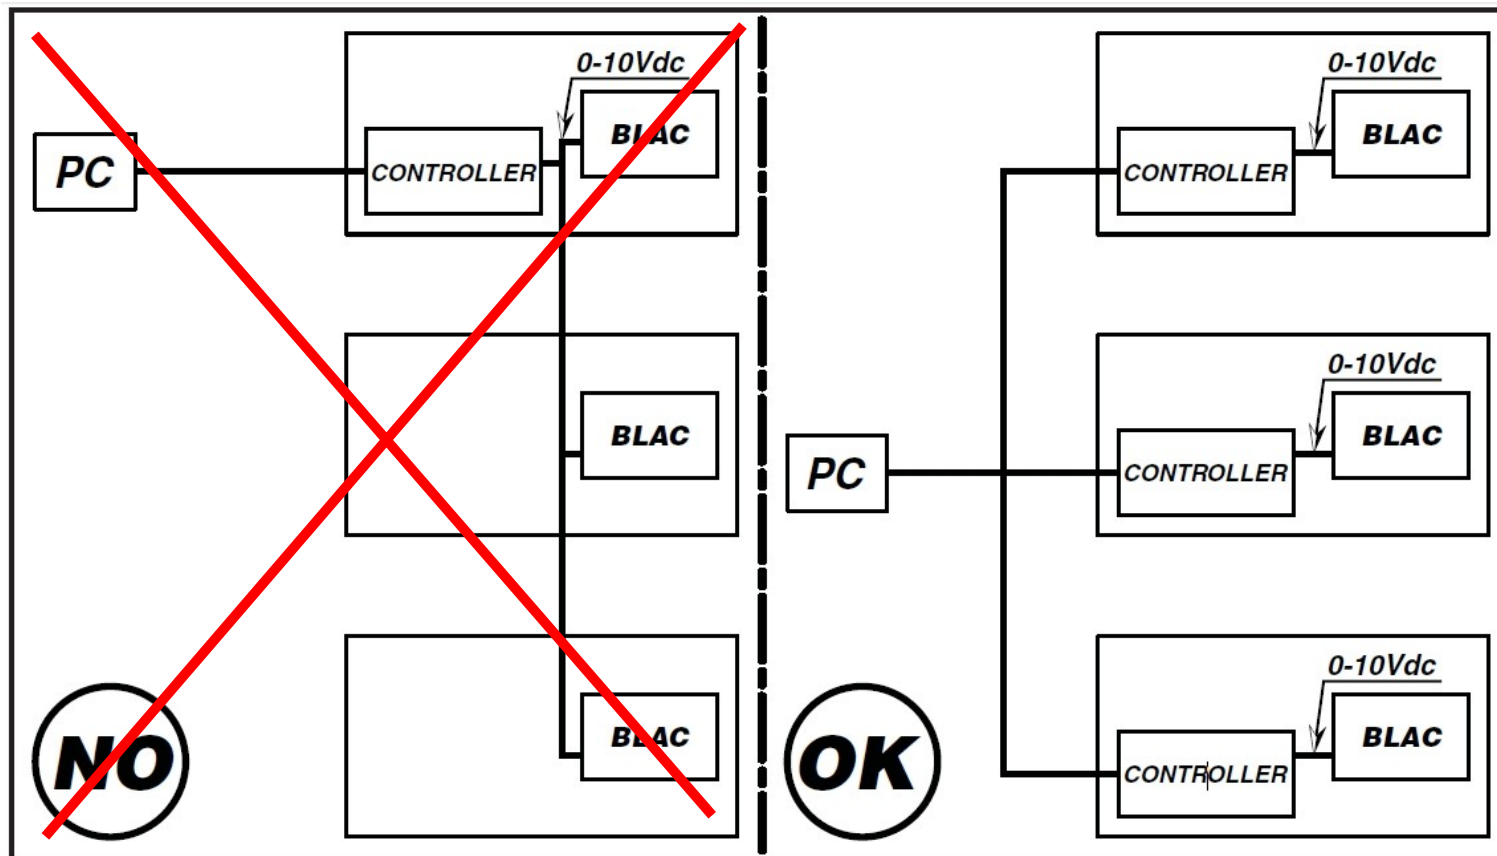 0-10Vdc
BLAC
PC
CONTROLLER
BLAC
BLAC
NO
0-10Vdc
BLAC
CONTROLLER
0-10Vdc
BLAC
PC
CONTROLLER
0-10Vdc
BLAC
CONTROLLER
OK